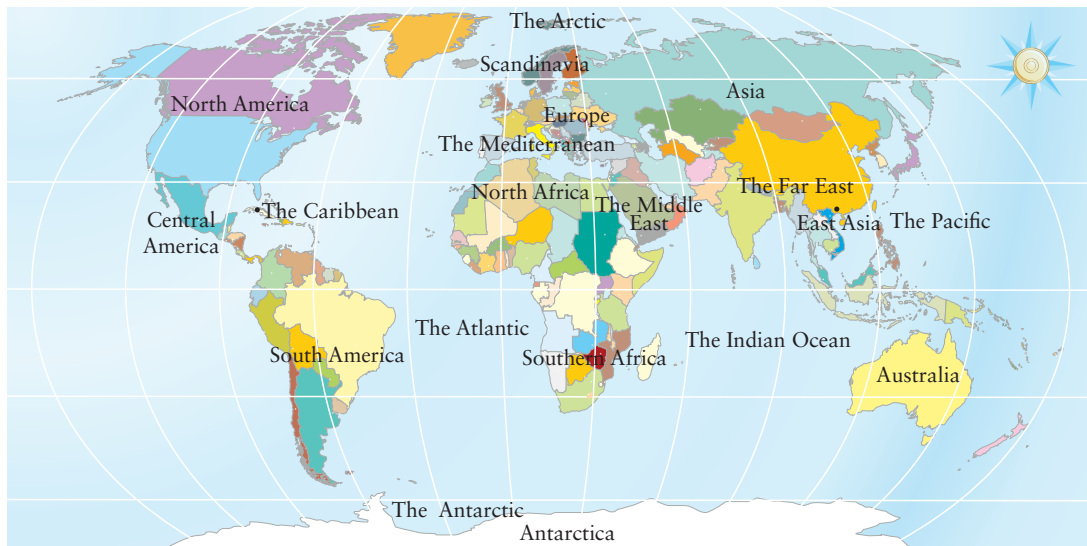 The Arctic
Scandinavia
North America
Asia
Europe
The Mediterranean
North Africa
The Far East
The Middle
East
Central
America
The Caribbean
East Asia
The Pacific
The Atlantic
The Indian Ocean
South America
Southern Africa
Australia
The Antarctic
Antarctica